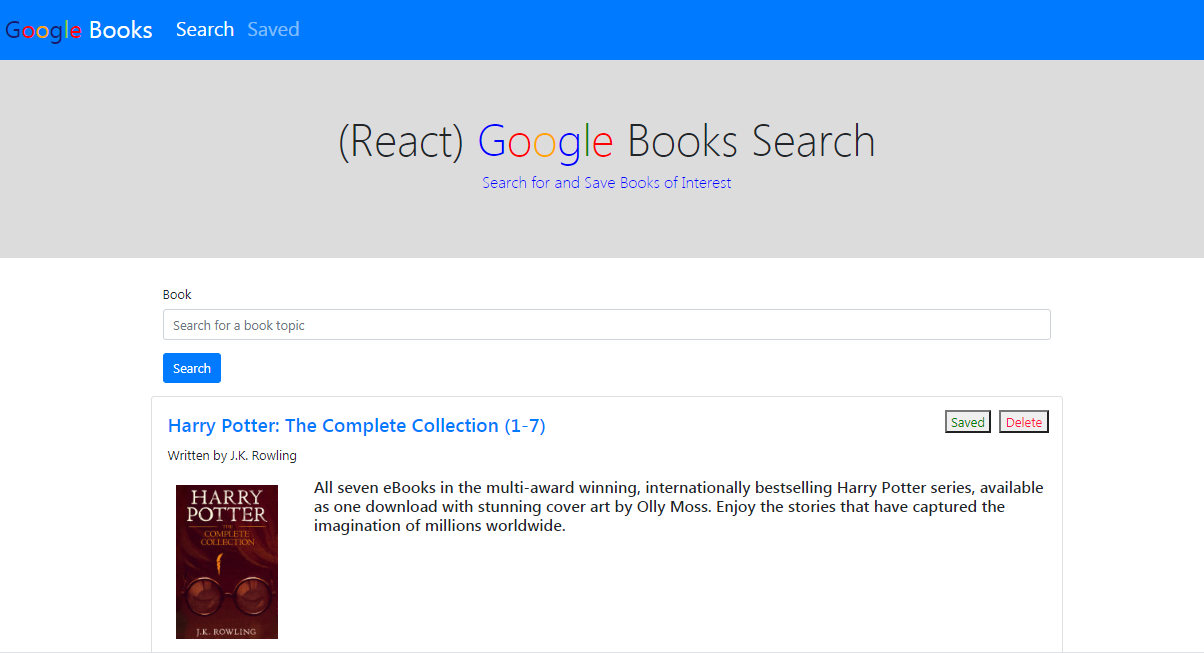 Google Books Search Saved
(React) Google Books Search
Search for and Save Books of Interest
Book
Search for a book topic
Search
Harry Potter: The Complete Collection (1-7)
Saved Delete
Written by J.K. Rowling
HARRY
POTTER
THE
COMPLETE
COLLECTION
J.K. ROWLING
All seven eBooks in the multi-award winning, internationally bestselling Harry Potter series, available
as one download with stunning cover art by Olly Moss. Enjoy the stories that have captured the
imagination of millions worldwide.